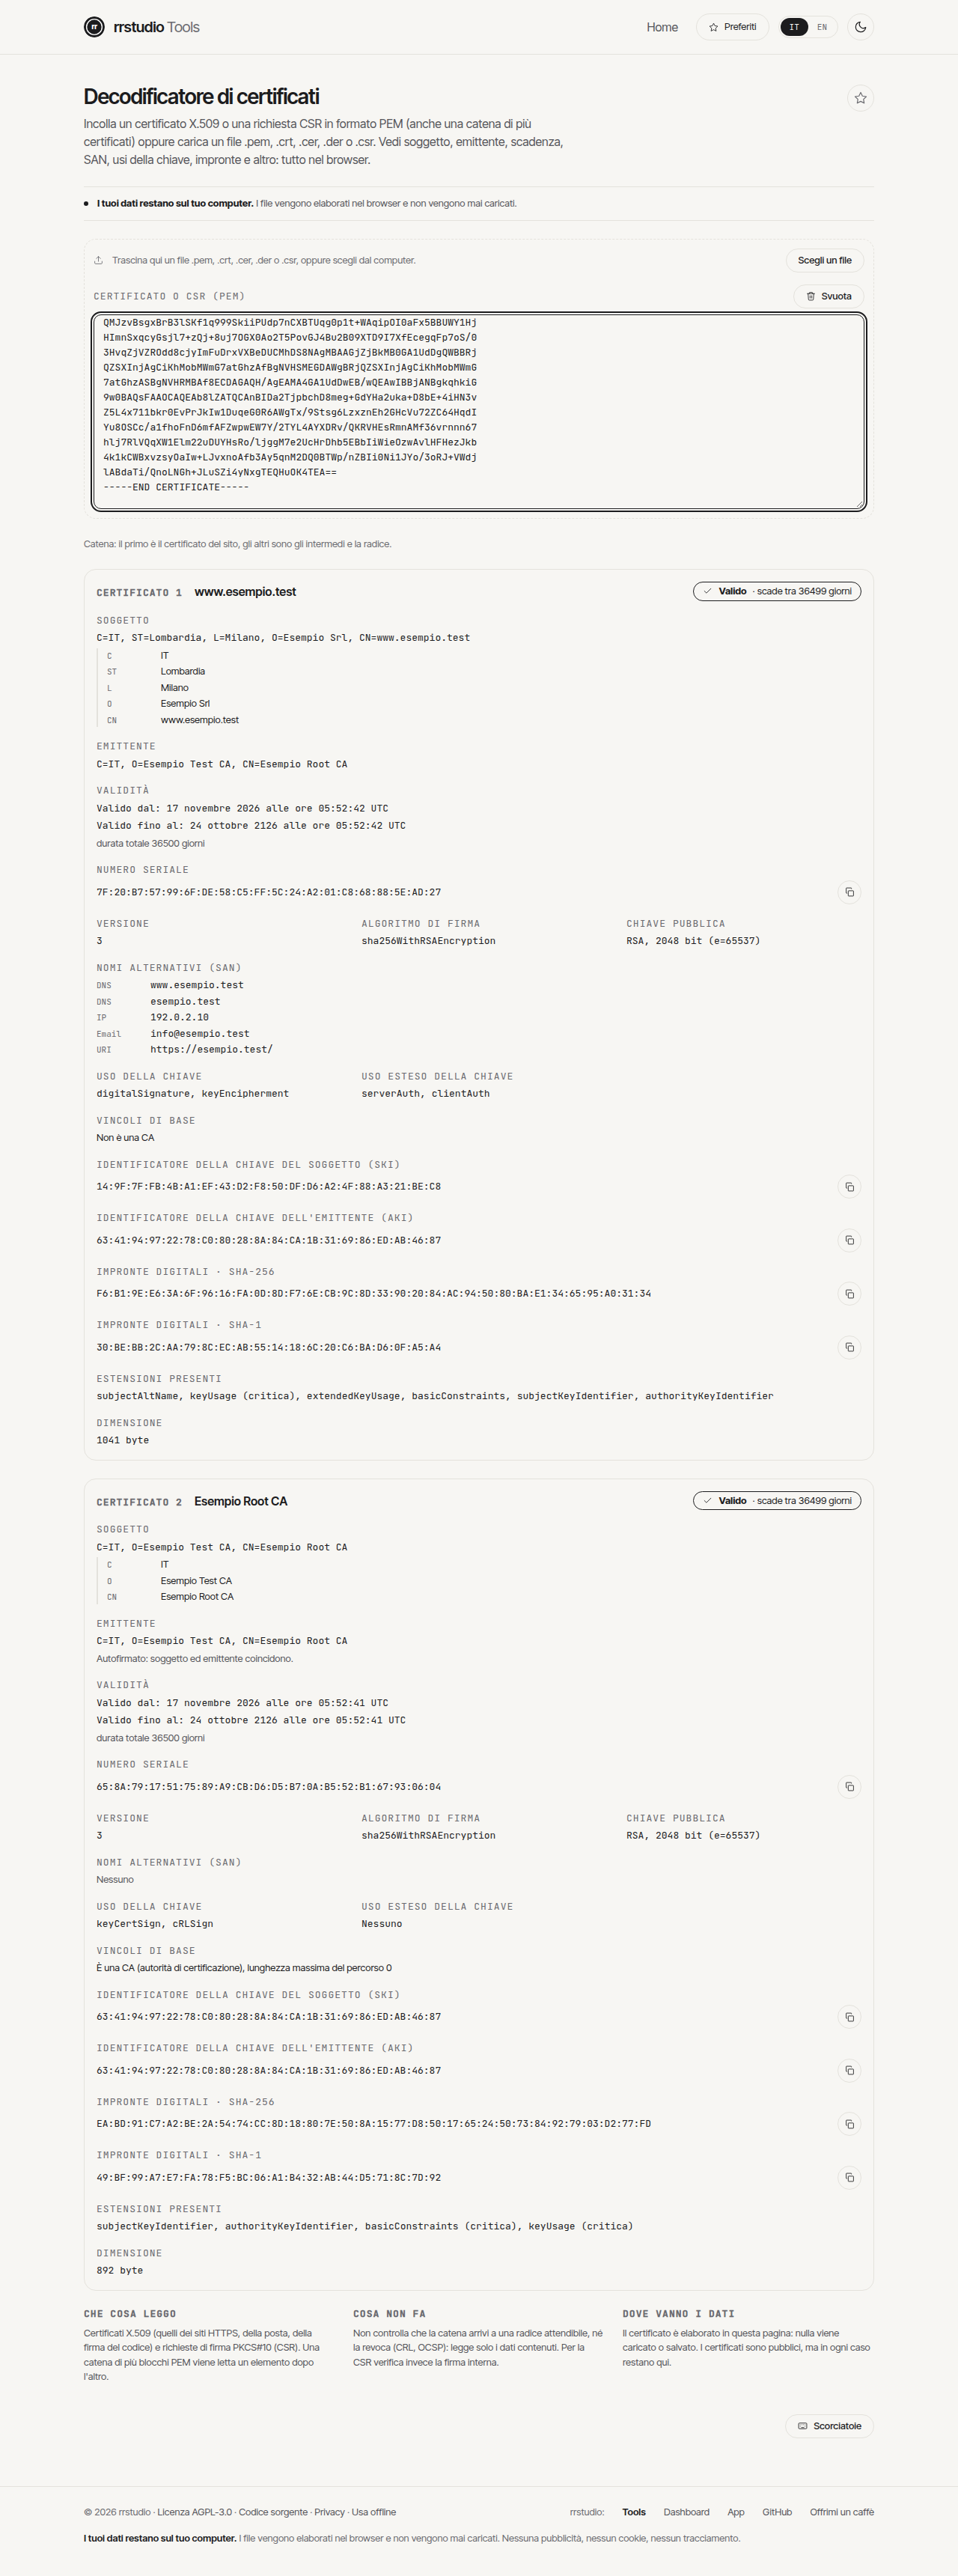 rr rrstudio Tools
Home
Preferiti
IT EN
Decodificatore di certificati
Incolla un certificato X.509 o una richiesta CSR in formato PEM (anche una catena di più
certificati) oppure carica un file .pem, .crt, .cer, .der o .csr. Vedi soggetto, emittente, scadenza,
SAN, usi della chiave, impronte e altro: tutto nel browser.
I tuoi dati restano sul tuo computer. I file vengono elaborati nel browser e non vengono mai caricati.
Trascina qui un file .pem, .crt, .cer, .der o .csr, oppure scegli dal computer.
Scegli un file
CERTIFICATO O CSR (PEM)
Svuota
QMJzvBsgxBrB3lSKf1q999SkiiPUdp7nCXBTUqg0p1t+WAqipOI0aFx5BBUWY1Hj
HImnSxqcyGsjl7+zQj+8uj7OGX0Ao2T5PovGJ4Bu2B09XTD9I7XfEcegqFp7oS/0
3HvqZjVZROdd8cjyImFuDrxVXBeDUCMhDS8NAgMBAAGjZjBkMB0GA1UdDgQWBBRj
QZSXInjAgCiKhMobMWmG7atGhzAfBgNVHSMEGDAWgBRjQZSXInjAgCiKhMobMWmG
7atGhzASBgNVHRMBAf8ECDAGAQH/AgEAMA4GA1UdDwEB/wQEAwIBBjANBgkqhkiG
9w0BAQsFAAOCAQEAb8lZATQCAnBIDa2TjpbchD8meg+GdYHa2uka+D8bE+4iHN3v
Z5L4x711bkr0EvPrJkIw1DuqeG0R6AWgTx/9Stsg6LzxznEh2GHcVu72ZC64HqdI
Yu8OSCc/a1fhoFnD6mfAFZwpwEW7Y/2TYL4AYXDRv/QKRVHEsRmnAMf36vrnnn67
hlj7RlVQqXW1Elm22uDUYHsRo/ljggM7e2UcHrDhb5EBbIiWieOzwAvlHFHezJkb
4k1kCWBxvzsyOaIw+LJvxnoAfb3Ay5qnM2DQ0BTWp/nZBIi0Ni1JYo/3oRJ+VWdj
lABdaTi/QnoLNGh+JLuSZi4yNxgTEQHuOK4TEA==
-----END CERTIFICATE-----
Catena: il primo è il certificato del sito, gli altri sono gli intermedi e la radice.
CERTIFICATO 1 www.esempio.test
Valido · scade tra 36499 giorni
SOGGETTO
C=IT, ST=Lombardia, L=Milano, O=Esempio Srl, CN=www.esempio.test
C IT
ST Lombardia
L Milano
O Esempio Srl
CN www.esempio.test
EMITTENTE
C=IT, O=Esempio Test CA, CN=Esempio Root CA
VALIDITÀ
Valido dal: 17 novembre 2026 alle ore 05:52:42 UTC
Valido fino al: 24 ottobre 2126 alle ore 05:52:42 UTC
durata totale 36500 giorni
NUMERO SERIALE
7F:20:B7:57:99:6F:DE:58:C5:FF:5C:24:A2:01:C8:68:88:5E:AD:27
VERSIONE ALGORITMO DI FIRMA CHIAVE PUBBLICA
3 sha256WithRSAEncryption RSA, 2048 bit (e=65537)
NOMI ALTERNATIVI (SAN)
DNS www.esempio.test
DNS esempio.test
IP 192.0.2.10
Email info@esempio.test
URI https://esempio.test/
USO DELLA CHIAVE USO ESTESO DELLA CHIAVE
digitalSignature, keyEncipherment serverAuth, clientAuth
VINCOLI DI BASE
Non è una CA
IDENTIFICATORE DELLA CHIAVE DEL SOGGETTO (SKI)
14:9F:7F:FB:4B:A1:EF:43:D2:F8:50:DF:D6:A2:4F:88:A3:21:BE:C8
IDENTIFICATORE DELLA CHIAVE DELL'EMITTENTE (AKI)
63:41:94:97:22:78:C0:80:28:8A:84:CA:1B:31:69:86:ED:AB:46:87
IMPRONTE DIGITALI · SHA-256
F6:B1:9E:E6:3A:6F:96:16:FA:0D:8D:F7:6E:CB:9C:8D:33:90:20:84:AC:94:50:80:BA:E1:34:65:95:A0:31:34
IMPRONTE DIGITALI · SHA-1
30:BE:BB:2C:AA:79:8C:EC:AB:55:14:18:6C:20:C6:BA:D6:0F:A5:A4
ESTENSIONI PRESENTI
subjectAltName, keyUsage (critica), extendedKeyUsage, basicConstraints, subjectKeyIdentifier, authorityKeyIdentifier
DIMENSIONE
1041 byte
CERTIFICATO 2 Esempio Root CA
Valido · scade tra 36499 giorni
SOGGETTO
C=IT, O=Esempio Test CA, CN=Esempio Root CA
C IT
O Esempio Test CA
CN Esempio Root CA
EMITTENTE
C=IT, O=Esempio Test CA, CN=Esempio Root CA
Autofirmato: soggetto ed emittente coincidono.
VALIDITÀ
Valido dal: 17 novembre 2026 alle ore 05:52:41 UTC
Valido fino al: 24 ottobre 2126 alle ore 05:52:41 UTC
durata totale 36500 giorni
NUMERO SERIALE
65:8A:79:17:51:75:89:A9:CB:D6:D5:B7:0A:B5:52:B1:67:93:06:04
VERSIONE ALGORITMO DI FIRMA CHIAVE PUBBLICA
3 sha256WithRSAEncryption RSA, 2048 bit (e=65537)
NOMI ALTERNATIVI (SAN)
Nessuno
USO DELLA CHIAVE USO ESTESO DELLA CHIAVE
keyCertSign, cRLSign Nessuno
VINCOLI DI BASE
È una CA (autorità di certificazione), lunghezza massima del percorso 0
IDENTIFICATORE DELLA CHIAVE DEL SOGGETTO (SKI)
63:41:94:97:22:78:C0:80:28:8A:84:CA:1B:31:69:86:ED:AB:46:87
IDENTIFICATORE DELLA CHIAVE DELL'EMITTENTE (AKI)
63:41:94:97:22:78:C0:80:28:8A:84:CA:1B:31:69:86:ED:AB:46:87
IMPRONTE DIGITALI · SHA-256
EA:BD:91:C7:A2:BE:2A:54:74:CC:8D:18:80:7E:50:8A:15:77:D8:50:17:65:24:50:73:84:92:79:03:D2:77:FD
IMPRONTE DIGITALI · SHA-1
49:BF:99:A7:E7:FA:78:F5:BC:06:A1:B4:32:AB:44:D5:71:8C:7D:92
ESTENSIONI PRESENTI
subjectKeyIdentifier, authorityKeyIdentifier, basicConstraints (critica), keyUsage (critica)
DIMENSIONE
892 byte
CHE COSA LEGGO
Certificati X.509 (quelli dei siti HTTPS, della posta, della
firma del codice) e richieste di firma PKCS#10 (CSR). Una
catena di più blocchi PEM viene letta un elemento dopo
l'altro.
COSA NON FA
Non controlla che la catena arrivi a una radice attendibile, né
la revoca (CRL, OCSP): legge solo i dati contenuti. Per la
CSR verifica invece la firma interna.
DOVE VANNO I DATI
Il certificato è elaborato in questa pagina: nulla viene
caricato o salvato. I certificati sono pubblici, ma in ogni caso
restano qui.
Scorciatoie
© 2026 rrstudio · Licenza AGPL-3.0 · Codice sorgente · Privacy · Usa offline
rrstudio: Tools Dashboard App GitHub Offrimi un caffè
I tuoi dati restano sul tuo computer. I file vengono elaborati nel browser e non vengono mai caricati. Nessuna pubblicità, nessun cookie, nessun tracciamento.